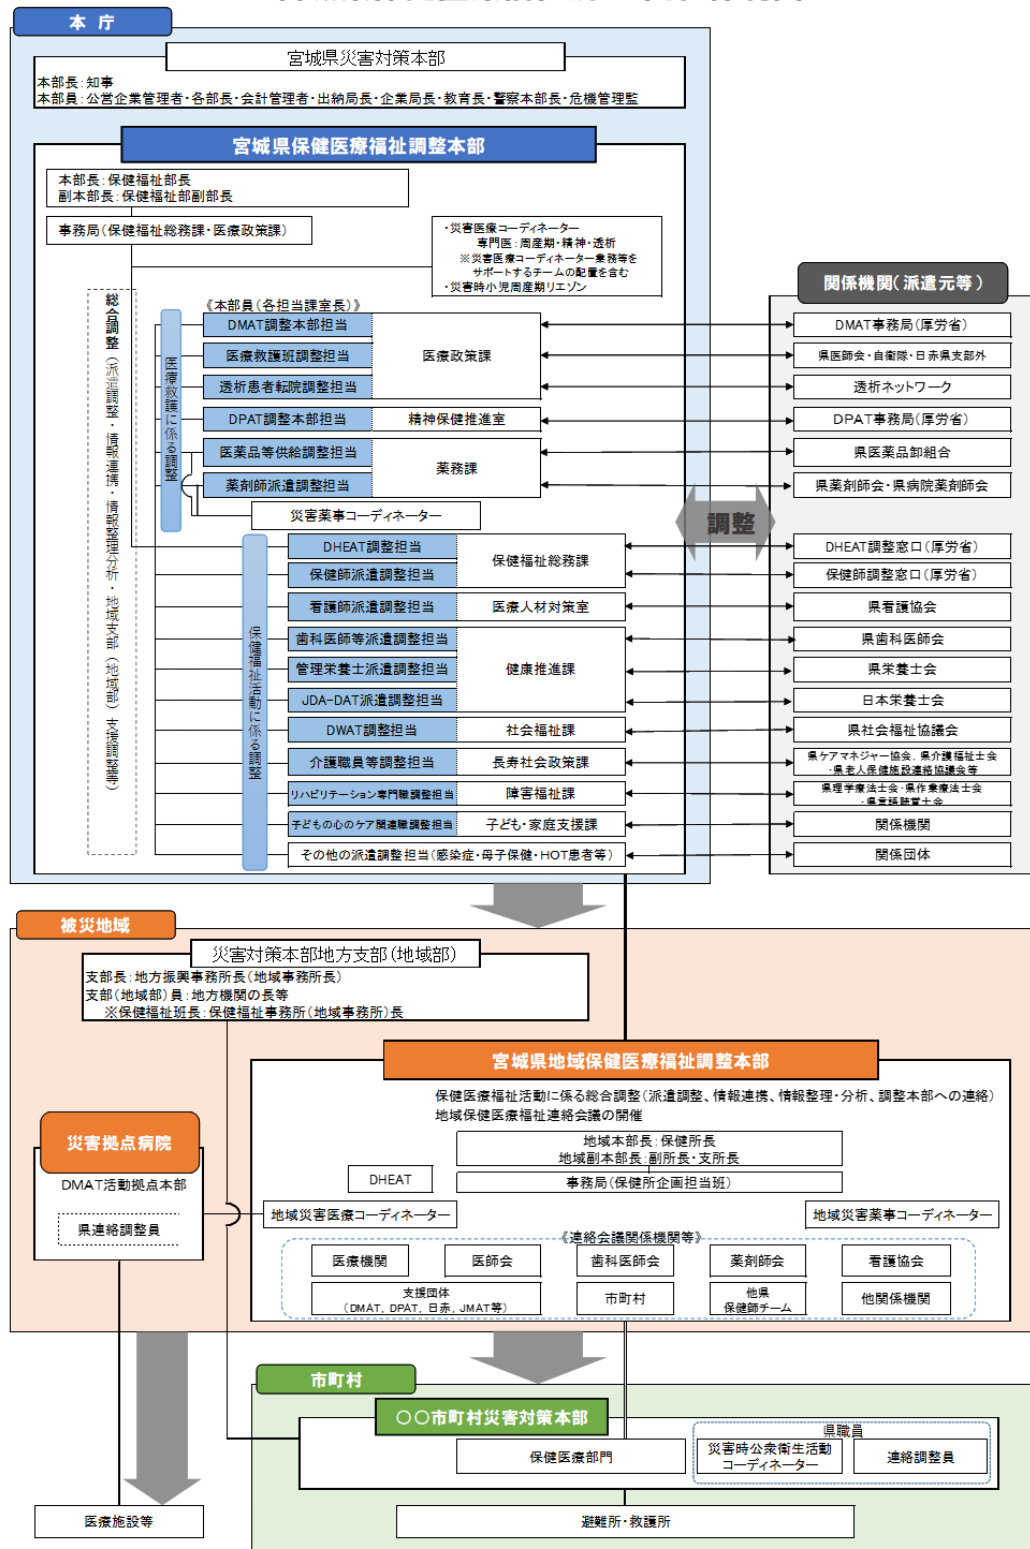 本 庁
宮城県災害対策本部
本部長：知事
本部員：公営企業管理者・各部長・会計管理者・出納局長・企業局長・教育長・警察本部長・危機管理監
宮城県保健医療福祉調整本部
本部長：保健福祉部長
副本部長：保健福祉部副部長
事務局（保健福祉総務課・医療政策課）
・災害医療コーディネーター
専門医：周産期・精神・透析
※災害医療コーディネーター業務等を
サポートするチームの配置を含む
・災害時小児周産期リエゾン
関係機関（派遣元等）
総合調整（派遣調整・情報連携・情報整理分析・地域支部（地域部）支援調整等）
《本部員（各担当課室長）》
医療救護に係る調整
DMAT調整本部担当
医療救護班調整担当
透析患者転院調整担当
医療政策課
DMAT事務局（厚労省）
県医師会・自衛隊・日赤県支部外
透析ネットワーク
DPAT調整本部担当
精神保健推進室
DPAT事務局（厚労省）
医薬品等供給調整担当
薬剤師派遣調整担当
薬務課
県医薬品卸組合
県薬剤師会・県病院薬剤師会
災害薬事コーディネーター
調整
保健福祉活動に係る調整
DHEAT調整担当
保健師派遣調整担当
保健福祉総務課
DHEAT調整窓口（厚労省）
保健師調整窓口（厚労省）
看護師派遣調整担当
医療人材対策室
県看護協会
歯科医師等派遣調整担当
管理栄養士派遣調整担当
JDA-DAT派遣調整担当
健康推進課
県歯科医師会
県栄養士会
日本栄養士会
DWAT調整担当
社会福祉課
県社会福祉協議会
介護職員等調整担当
長寿社会政策課
県ケアマネジャー協会、県介護福祉士会
・県老人保健施設連絡協議会等
リハビリテーション専門職調整担当
障害福祉課
県理学療法士会・県作業療法士会
・県言語聴覚士会
子どもの心のケア関連職調整担当
子ども・家庭支援課
関係機関
その他の派遣調整担当（感染症・母子保健・HOT患者等）
関係団体
被災地域
災害対策本部地方支部（地域部）
支部長：地方振興事務所長（地域事務所長）
支部（地域部）員：地方機関の長等
※保健福祉班長：保健福祉事務所（地域事務所）長
宮城県地域保健医療福祉調整本部
保健医療福祉活動に係る総合調整（派遣調整、情報連携、情報整理・分析、調整本部への連絡）
地域保健医療福祉連絡会議の開催
地域本部長：保健所長
地域副本部長：副所長・支所長
DHEAT
事務局（保健所企画担当班）
災害拠点病院
DMAT活動拠点本部
県連絡調整員
地域災害医療コーディネーター
地域災害薬事コーディネーター
《連絡会議関係機関等》
医療機関
医師会
歯科医師会
薬剤師会
看護協会
支援団体
（DMAT，DPAT，日赤，JMAT等）
市町村
他県
保健師チーム
他関係機関
市町村
〇〇市町村災害対策本部
保健医療部門
県職員
災害時公衆衛生活動
コーディネーター
連絡調整員
医療施設等
避難所・救護所